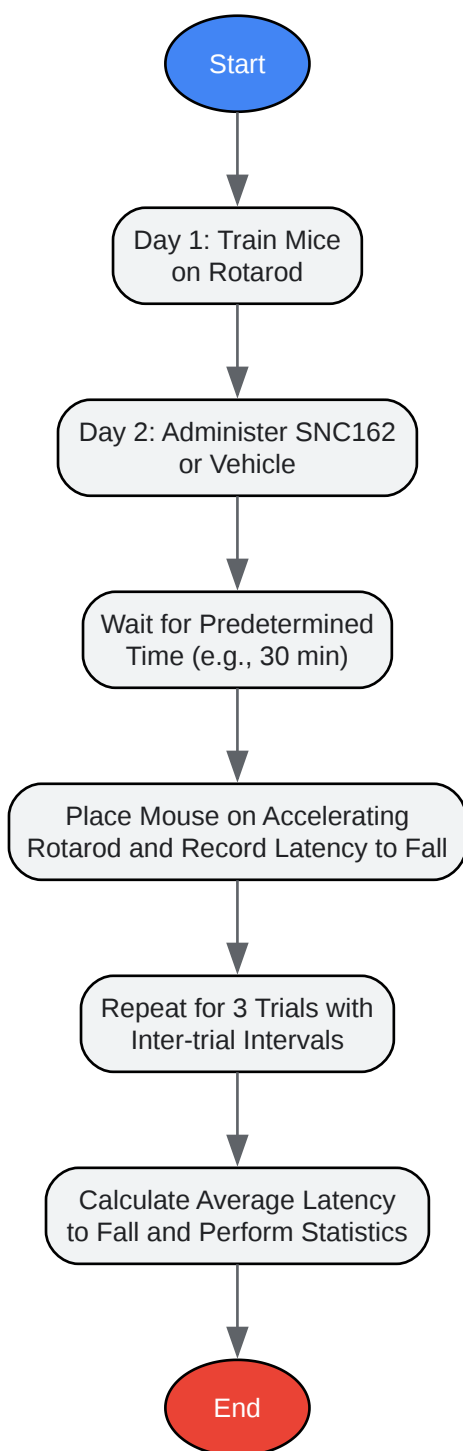 Start
Day 1: Train Mice
on Rotarod
Day 2: Administer SNC162
or Vehicle
Wait for Predetermined
Time (e.g., 30 min)
Place Mouse on Accelerating
Rotarod and Record Latency to Fall
Repeat for 3 Trials with
Inter-trial Intervals
Calculate Average Latency
to Fall and Perform Statistics
End